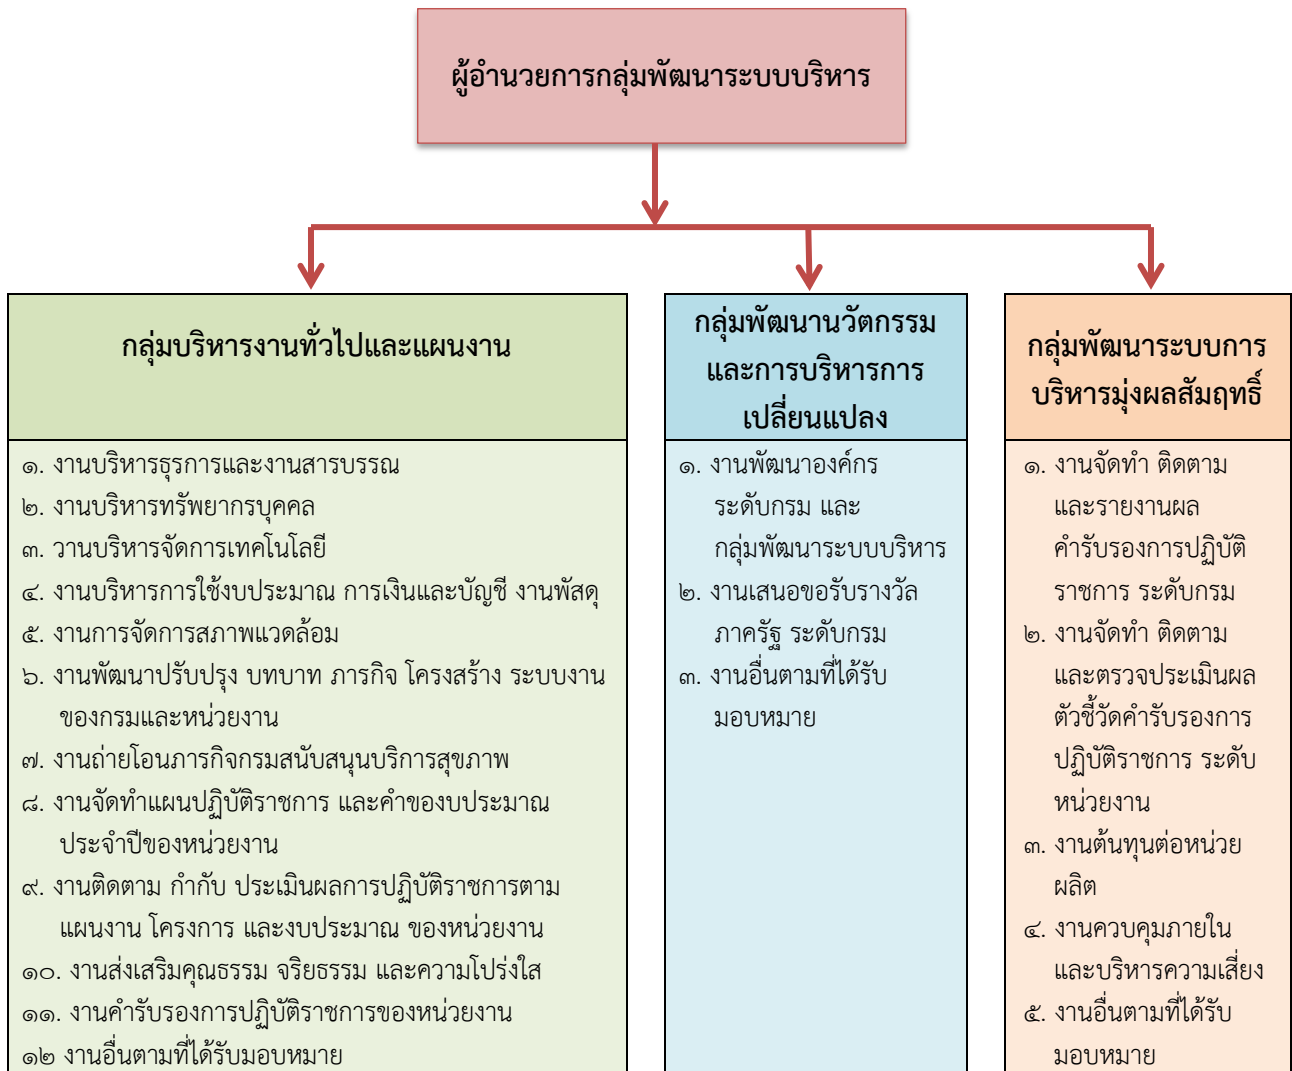 ผู้อำนวยการกลุ่มพัฒนาระบบบริหาร
กลุ่มบริหารงานทั่วไปและแผนงาน
๑. งานบริหารธุรการและงานสารบรรณ
๒. งานบริหารทรัพยากรบุคคล
๓. วานบริหารจัดการเทคโนโลยี
๔. งานบริหารการใช้งบประมาณ การเงินและบัญชี งานพัสดุ
๕. งานการจัดการสภาพแวดล้อม
๖. งานพัฒนาปรับปรุง บทบาท ภารกิจ โครงสร้าง ระบบงาน
ของกรมและหน่วยงาน
๗. งานถ่ายโอนภารกิจกรมสนับสนุนบริการสุขภาพ
๘. งานจัดทำแผนปฏิบัติราชการ และคำของบประมาณ
ประจำปีของหน่วยงาน
๙. งานติดตาม กำกับ ประเมินผลการปฏิบัติราชการตาม
แผนงาน โครงการ และงบประมาณ ของหน่วยงาน
๑๐. งานส่งเสริมคุณธรรม จริยธรรม และความโปร่งใส
๑๑. งานคำรับรองการปฏิบัติราชการของหน่วยงาน
๑๒ งานอื่นตามที่ได้รับมอบหมาย
กลุ่มพัฒนานวัตกรรม
และการบริหารการ
เปลี่ยนแปลง
๑. งานพัฒนาองค์กร
ระดับกรม และ
กลุ่มพัฒนาระบบบริหาร
๒. งานเสนอขอรับรางวัล
ภาครัฐ ระดับกรม
๓. งานอื่นตามที่ได้รับ
มอบหมาย
กลุ่มพัฒนาระบบการ
บริหารมุ่งผลสัมฤทธิ์
๑. งานจัดทำ ติดตาม
และรายงานผล
คำรับรองการปฏิบัติ
ราชการ ระดับกรม
๒. งานจัดทำ ติดตาม
และตรวจประเมินผล
ตัวชี้วัดคำรับรองการ
ปฏิบัติราชการ ระดับ
หน่วยงาน
๓. งานต้นทุนต่อหน่วย
ผลิต
๔. งานควบคุมภายใน
และบริหารความเสี่ยง
๕. งานอื่นตามที่ได้รับ
มอบหมาย